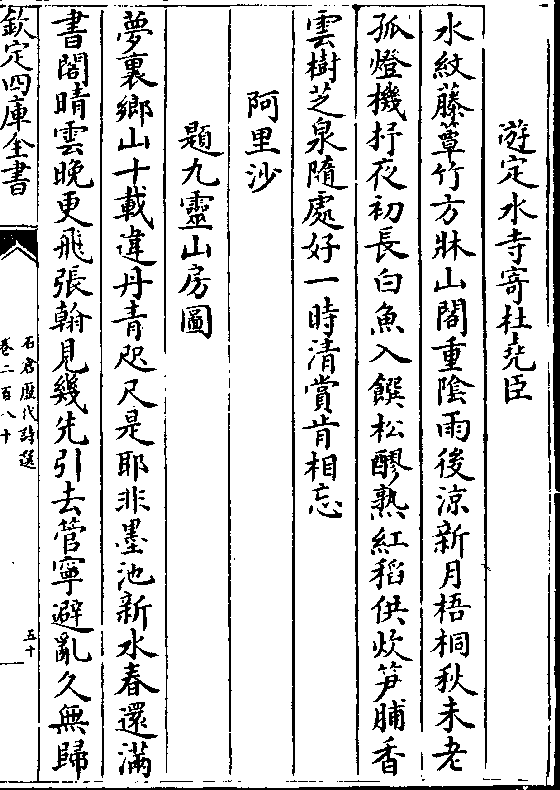 遊定水寺寄杜尭臣
水紋藤簟竹方牀山閣重隂雨後涼新月梧桐秋未老
孤燈機抒夜初長白魚入饌松醪熟紅稻供炊笋脯香
雲樹芝泉隨處好一時清賞肯相忘
阿里沙
題九靈山房圖
夢裏鄉山十載違丹青咫尺是耶非墨池新水春還滿
書閣晴雲晚更飛張翰見幾先引去管寧避亂久無歸
欽定四庫全書
石倉歴代詩選
卷二百八十
五十